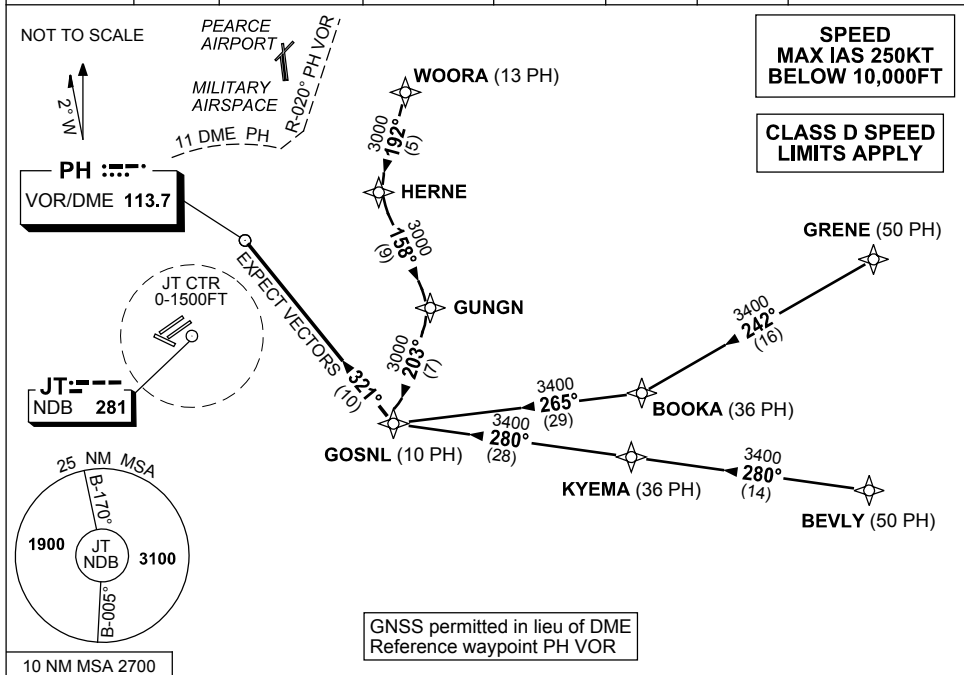 NOT TO SCALE
2°W
PEARCE
AIRPORT
MILITARY
AIRSPACE
R-020° PH VOR
11 DME PH
SPEED
MAX IAS 250KT
BELOW 10,000FT
CLASS D SPEED
LIMITS APPLY
PH
VOR/DME 113.7
WOORA (13 PH)
3000
192°
(5)
HERNE
3000
158°
(9)
GUNGN
3000
203°
(7)
GRENE (50 PH)
3400
242°
(16)
BOOKA (36 PH)
3400
265°
(29)
3400
280°
(28)
KYEMA (36 PH)
3400
280°
(14)
BEVLY (50 PH)
GOSNL (10 PH)
EXPECT VECTORS
321°
(10)
JT CTR
0-1500FT
JT
NDB 281
25 NM MSA
B-170°
1900
JT
NDB
3100
B-005°
10 NM MSA 2700
GNSS permitted in lieu of DME
Reference waypoint PH VOR